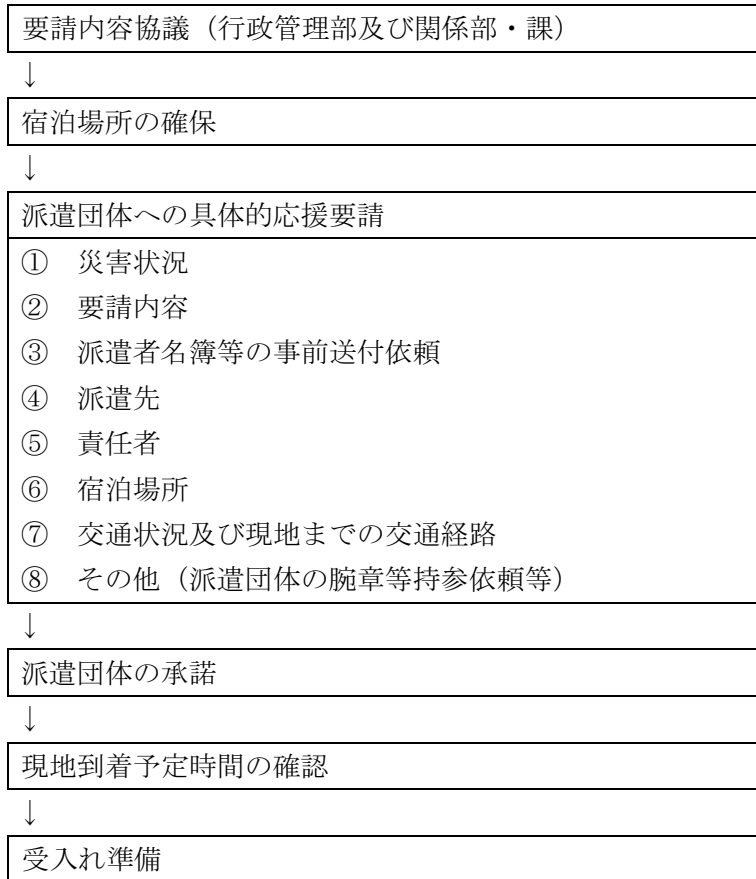 要請内容協議（行政管理部及び関係部・課）
↓
宿泊場所の確保
↓
派遣団体への具体的応援要請
① 災害状況
② 要請内容
③ 派遣者名簿等の事前送付依頼
④ 派遣先
⑤ 責任者
⑥ 宿泊場所
⑦ 交通状況及び現地までの交通経路
⑧ その他（派遣団体の腕章等持参依頼等）
↓
派遣団体の承諾
↓
現地到着予定時間の確認
↓
受入れ準備